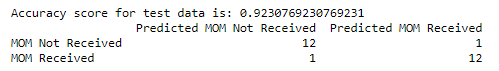 Accuracy score for test data is: 0.9230769230769231
Predicted MOM Not Received Predicted MOM Received
MOM Not Received 12 1
MOM Received 1 12